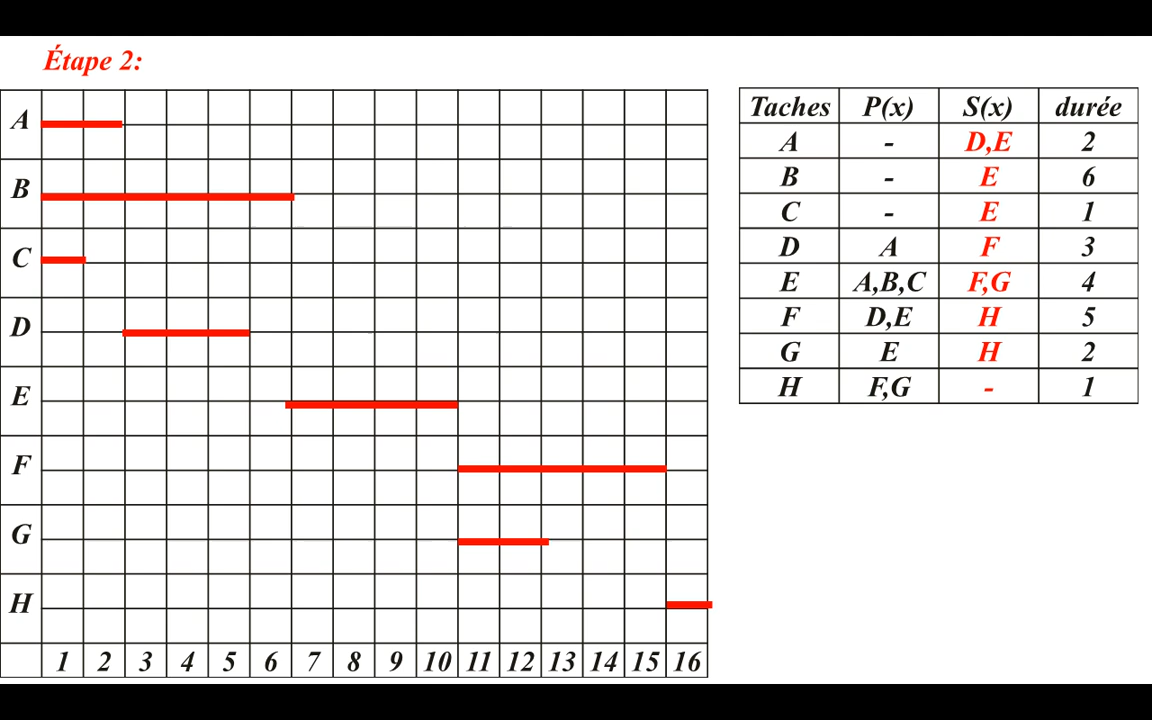 Étape 2:
A
B
C
D
E
F
G
H
1 2 3 4 5 6 7 8 9 10 11 12 13 14 15 16
Taches P(x) S(x) durée
A - D,E 2
B - E 6
C - E 1
D A F 3
E A,B,C F,G 4
F D,E H 5
G E H 2
H F,G - 1